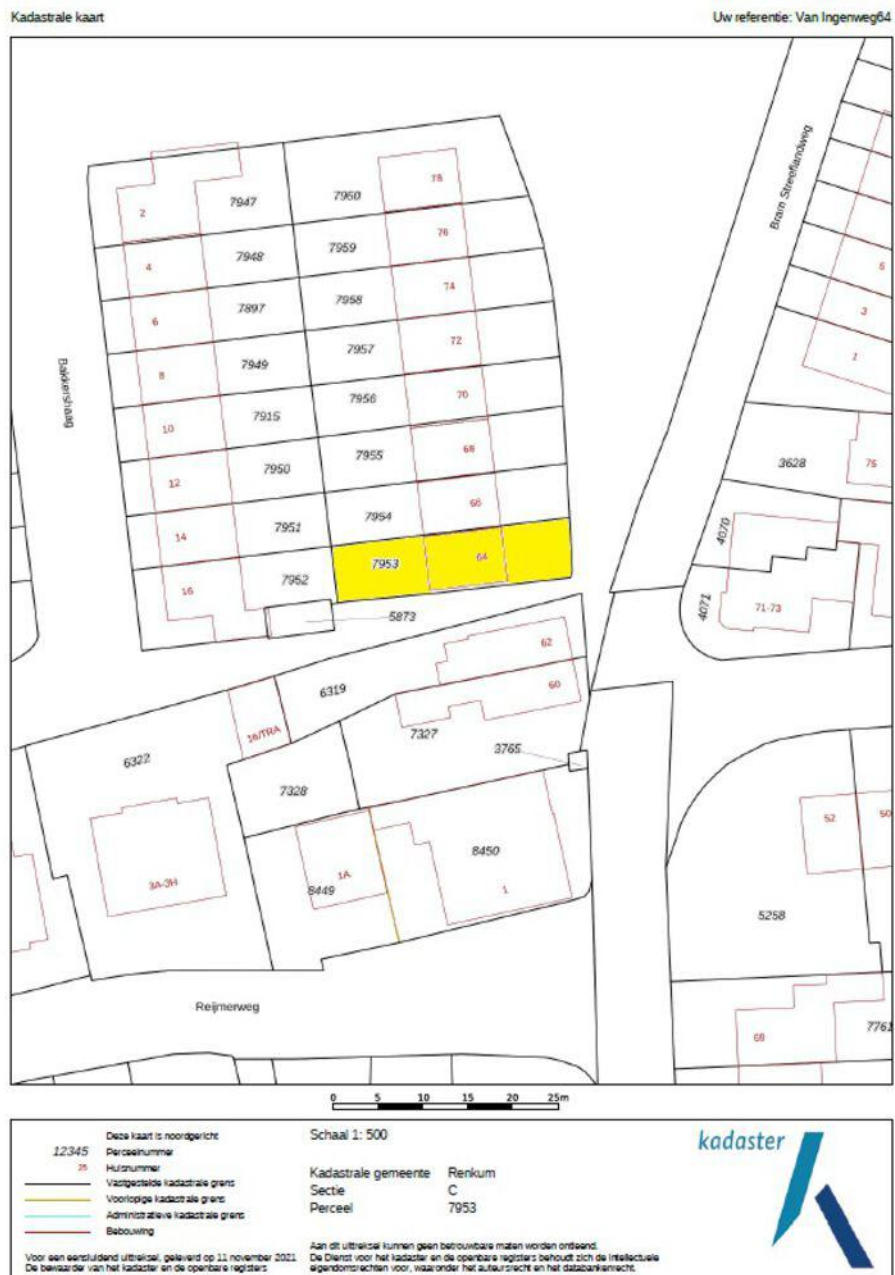 Kadastrale kaart
Uw referentie: Van Ingenweg64
Bram Streeflandweg
78
7960
7947
2
76
7959
7948
4
5
74
7958
7897
6
3
72
7957
7949
8
1
Bakkershaag
70
7956
7915
10
68
7955
7950
12
3628
75
66
7954
7951
14
4070
64
7953
7952
16
5873
4071
71-73
62
6319
60
16/TRA
7327
3765
6322
7328
52
50
8450
1A
3A-3H
8449
1
5258
Reijmerweg
7761
69
0 5 10 15 20 25m
Deze kaart is noordgericht
12345 Perceelnummer
25 Huisnummer
Vastgestelde kadastrale grens
Voorlopige kadastrale grens
Administratieve kadastrale grens
Bebouwing
Voor een eensluidend uittreksel, geleverd op 11 november 2021
De bewaarder van het kadaster en de openbare registers
Schaal 1: 500
Kadastrale gemeente Renkum
Sectie C
Perceel 7953
Aan dit uittreksel kunnen geen betrouwbare maten worden ontleend.
De Dienst voor het kadaster en de openbare registers behoudt zich de intellectuele
eigendomsrechten voor, waaronder het auteursrecht en het databankenrecht.
kadaster